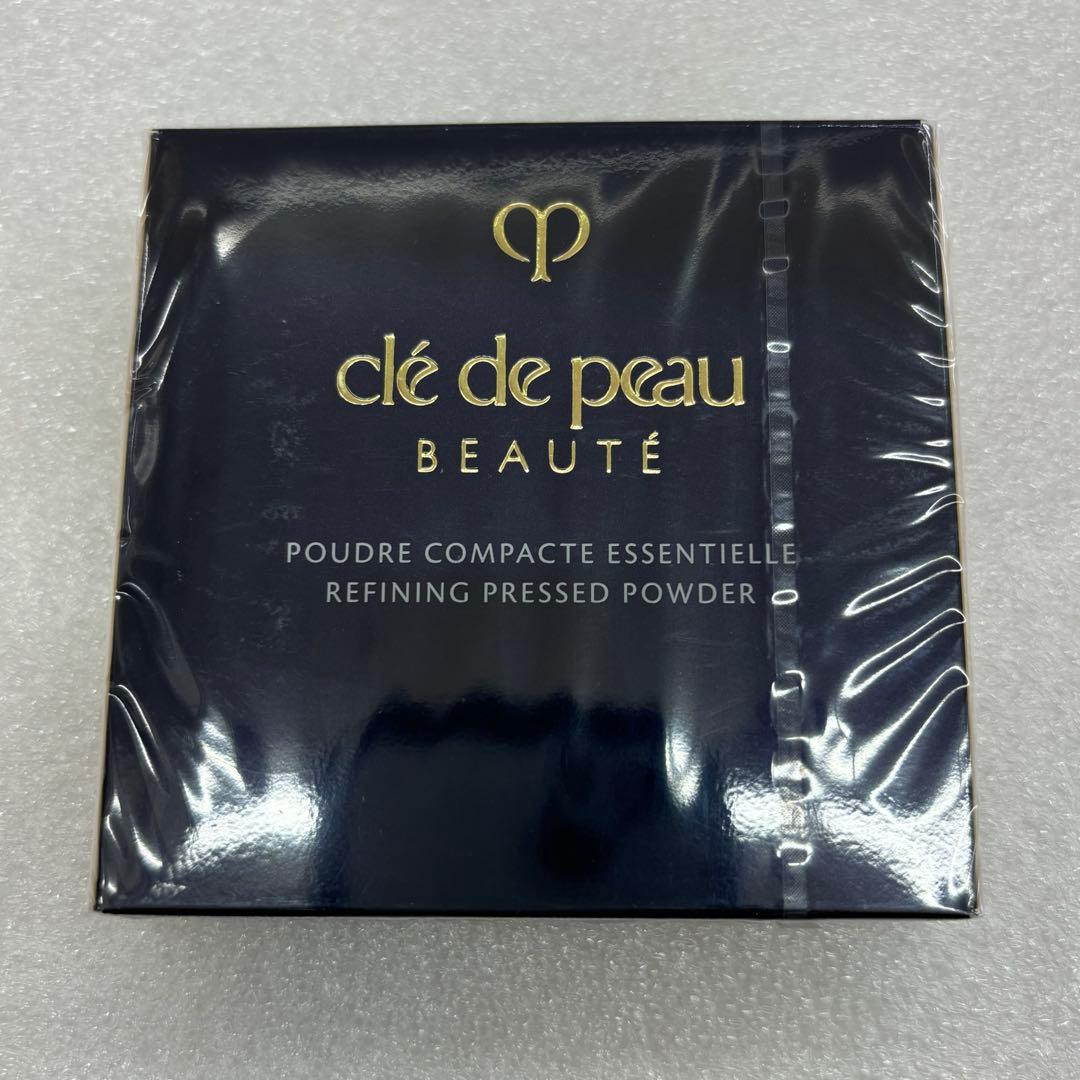 clé de peau
BEAUTÉ
POUDRE COMPACTE ESSENTIELLE
REFINING PRESSED POWDER